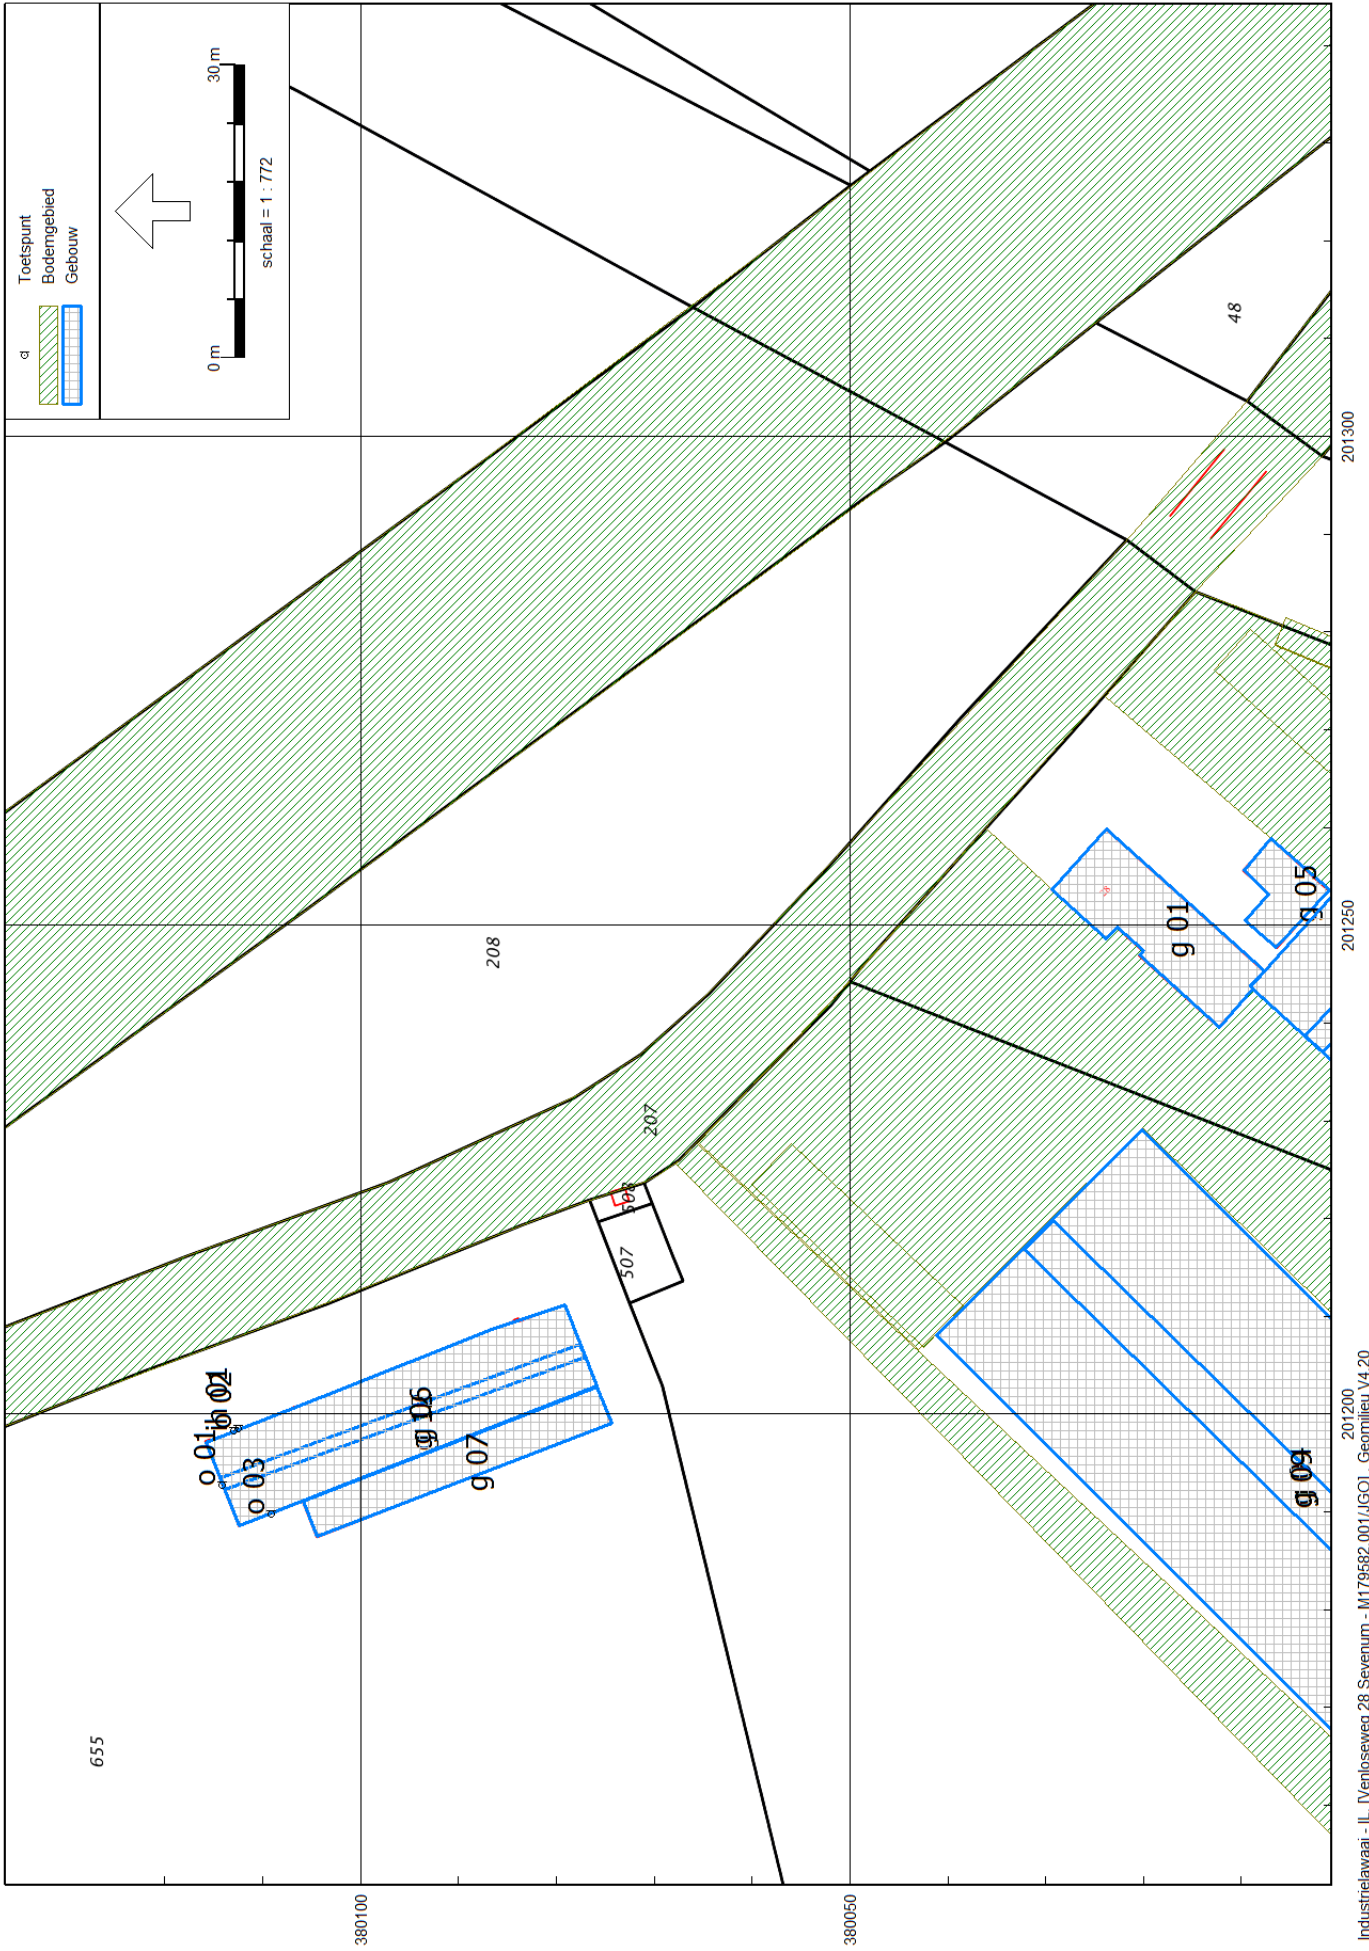 Toetspunt
Bodemgebied
Gebouw
0 m
30 m
schaal = 1 : 772
48
208
207
508
507
655
o 01
o 03
g 07
g 01
g 05
380100
380050
201200
201250
201300
Industrielawaai - IL, [Venloseweg 28 Sevenum - M179582.001/JGO] , Geomilieu V4.20